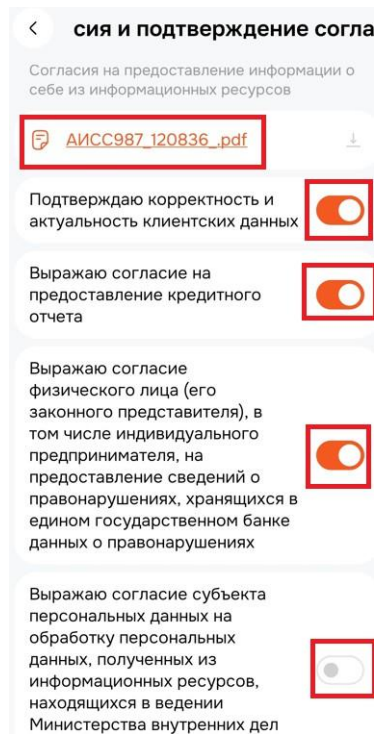 сия и подтверждение согла
Согласия на предоставление информации о
себе из информационных ресурсов
АИСС987_120836_.pdf
Подтверждаю корректность и
актуальность клиентских данных
Выражаю согласие на
предоставление кредитного
отчета
Выражаю согласие
физического лица (его
законного представителя), в
том числе индивидуального
предпринимателя, на
предоставление сведений о
правонарушениях, хранящихся в
едином государственном банке
данных о правонарушениях
Выражаю согласие субъекта
персональных данных на
обработку персональных
данных, полученных из
информационных ресурсов,
находящихся в ведении
Министерства внутренних дел